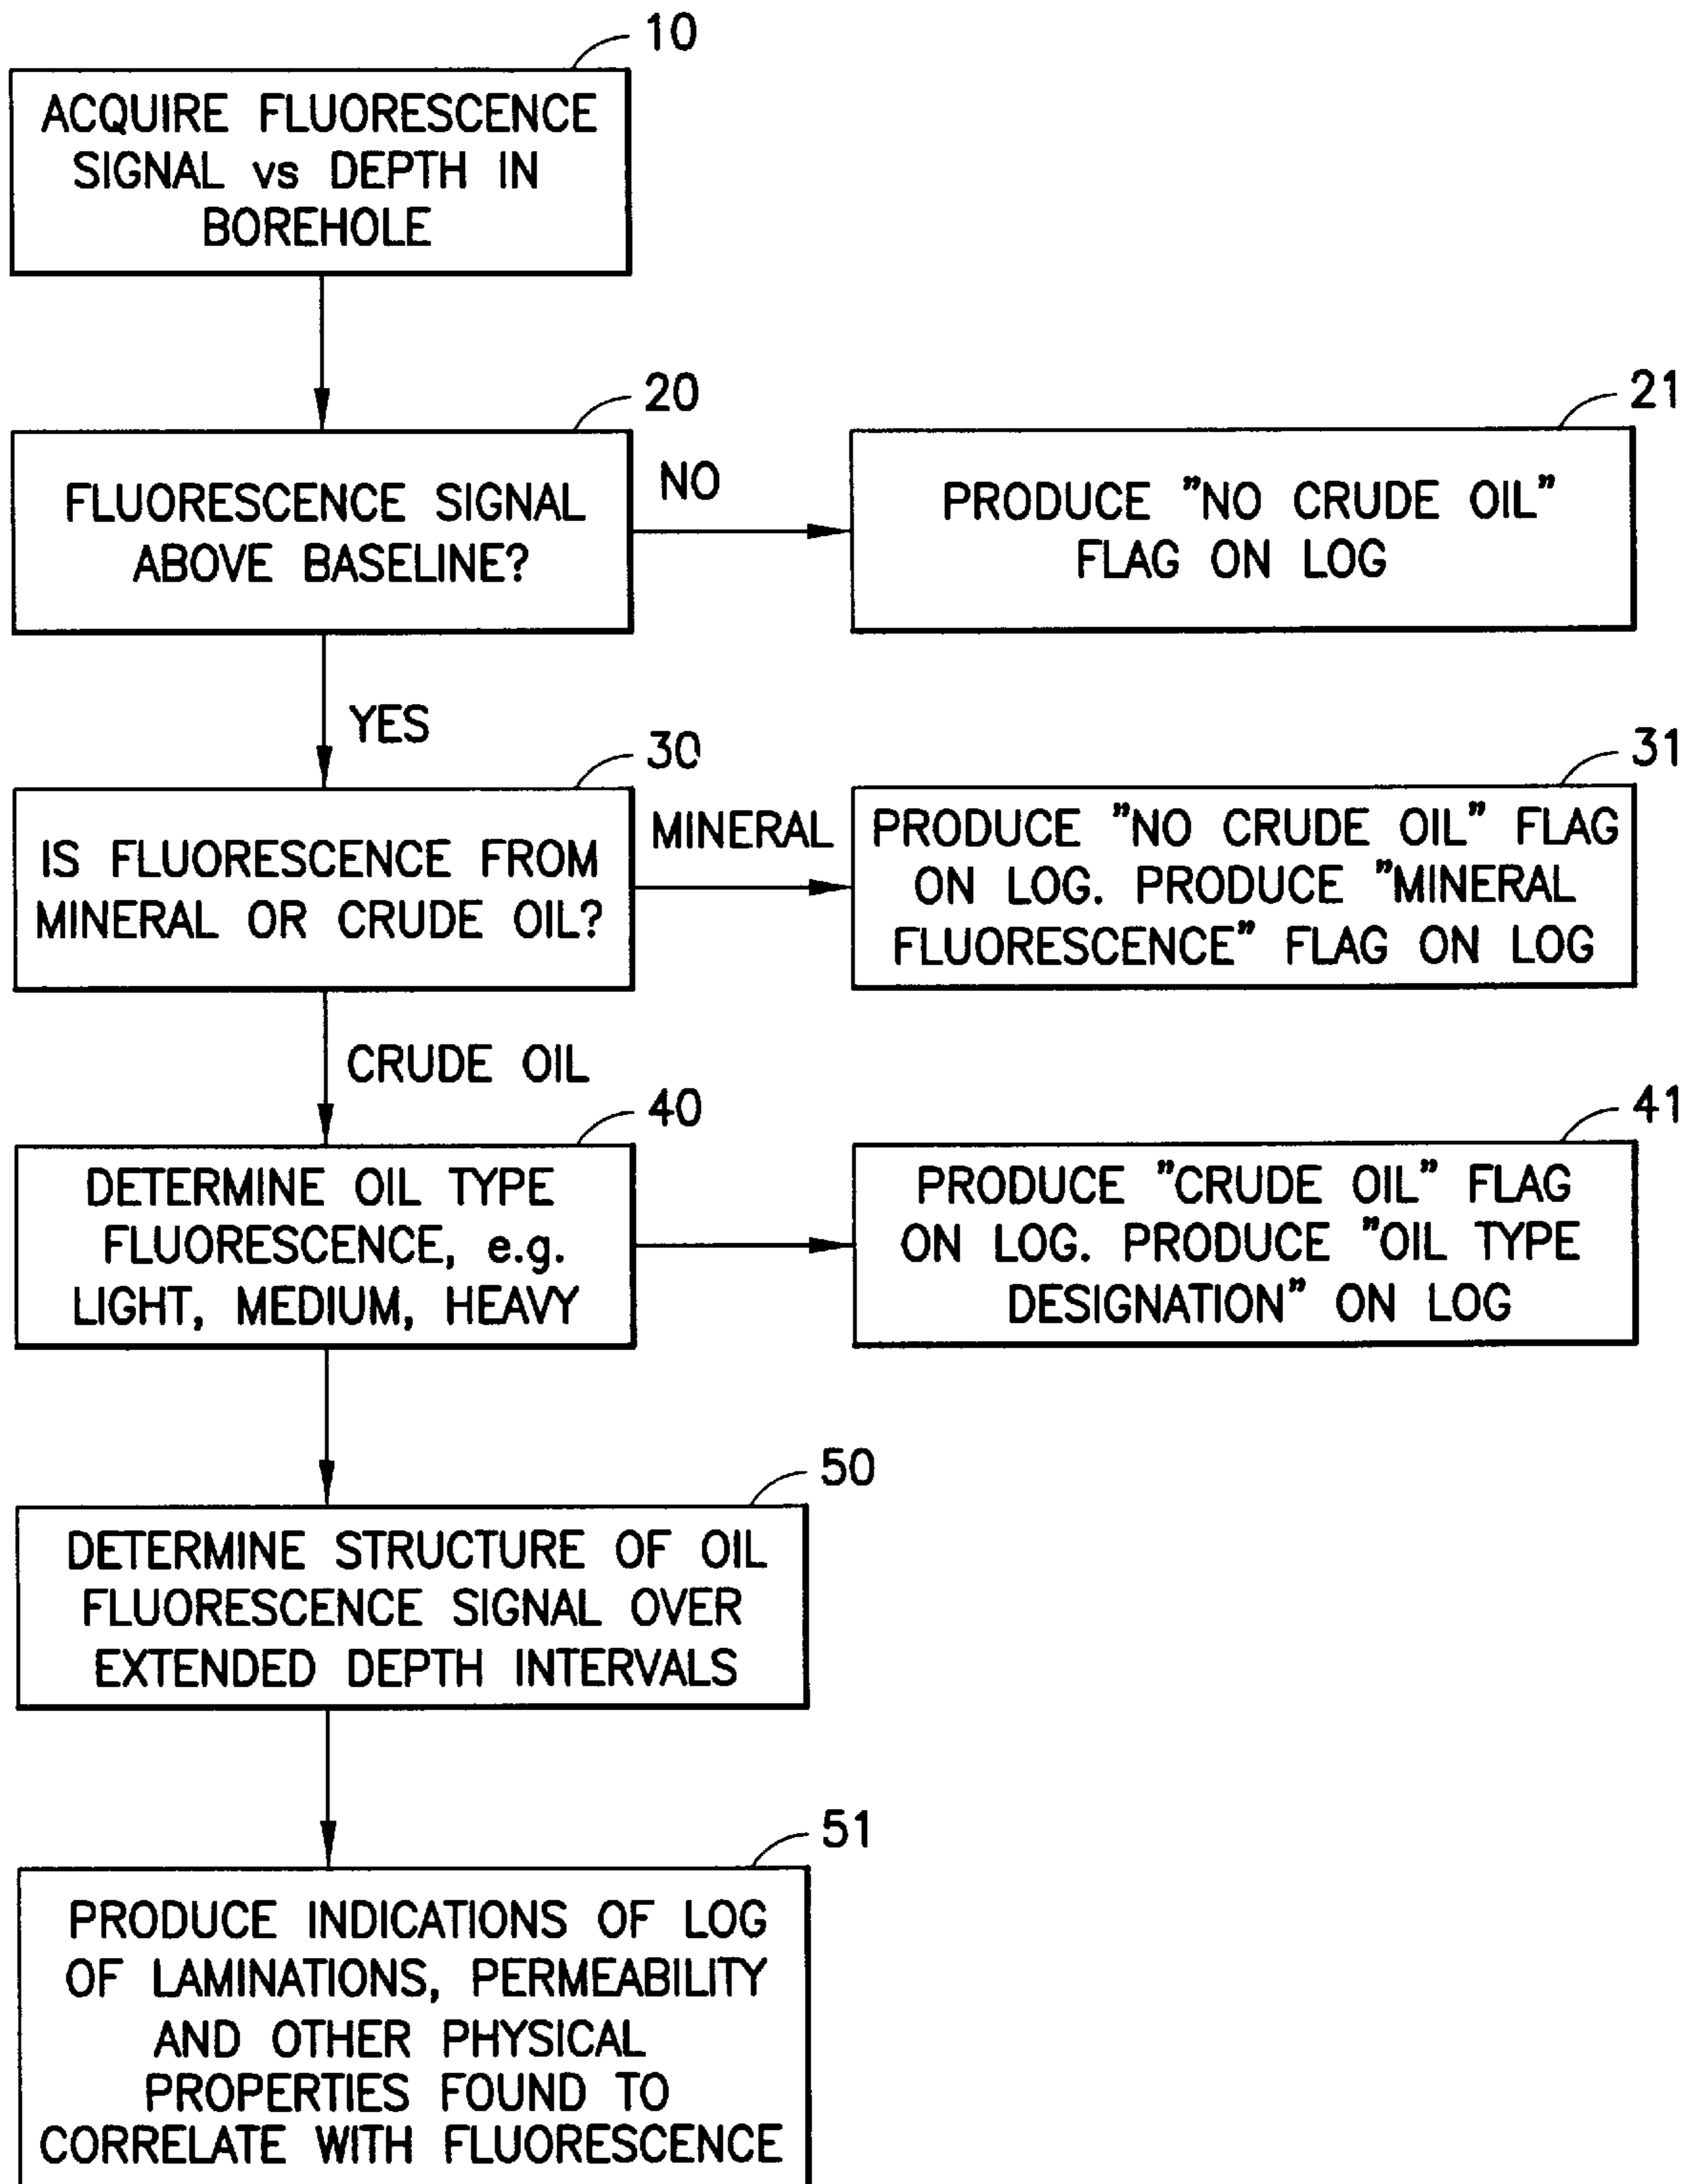 10
ACQUIRE FLUORESCENCE
SIGNAL vs DEPTH IN
BOREHOLE
20
FLUORESCENCE SIGNAL
ABOVE BASELINE?
NO
21
PRODUCE "NO CRUDE OIL"
FLAG ON LOG
YES
30
IS FLUORESCENCE FROM
MINERAL OR CRUDE OIL?
MINERAL
31
PRODUCE "NO CRUDE OIL" FLAG
ON LOG. PRODUCE "MINERAL
FLUORESCENCE" FLAG ON LOG
CRUDE OIL
40
DETERMINE OIL TYPE
FLUORESCENCE, e.g.
LIGHT, MEDIUM, HEAVY
41
PRODUCE "CRUDE OIL" FLAG
ON LOG. PRODUCE "OIL TYPE
DESIGNATION" ON LOG
50
DETERMINE STRUCTURE OF OIL
FLUORESCENCE SIGNAL OVER
EXTENDED DEPTH INTERVALS
51
PRODUCE INDICATIONS OF LOG
OF LAMINATIONS, PERMEABILITY
AND OTHER PHYSICAL
PROPERTIES FOUND TO
CORRELATE WITH FLUORESCENCE